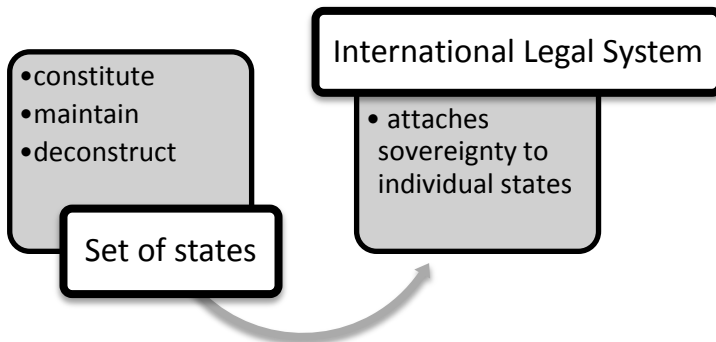 •constitute
•maintain
•deconstruct
Set of states
International Legal System
• attaches
sovereignty to
individual states